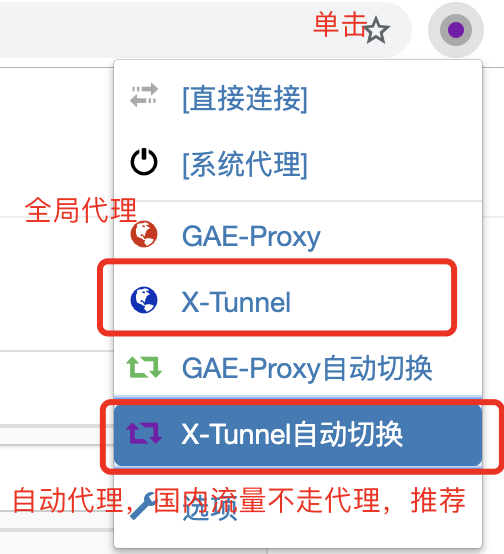 单击
[直接连接]
[系统代理]
全局代理
GAE-Proxy
X-Tunnel
GAE-Proxy自动切换
X-Tunnel自动切换
自动代理，国内流量不走代理，推荐
选项